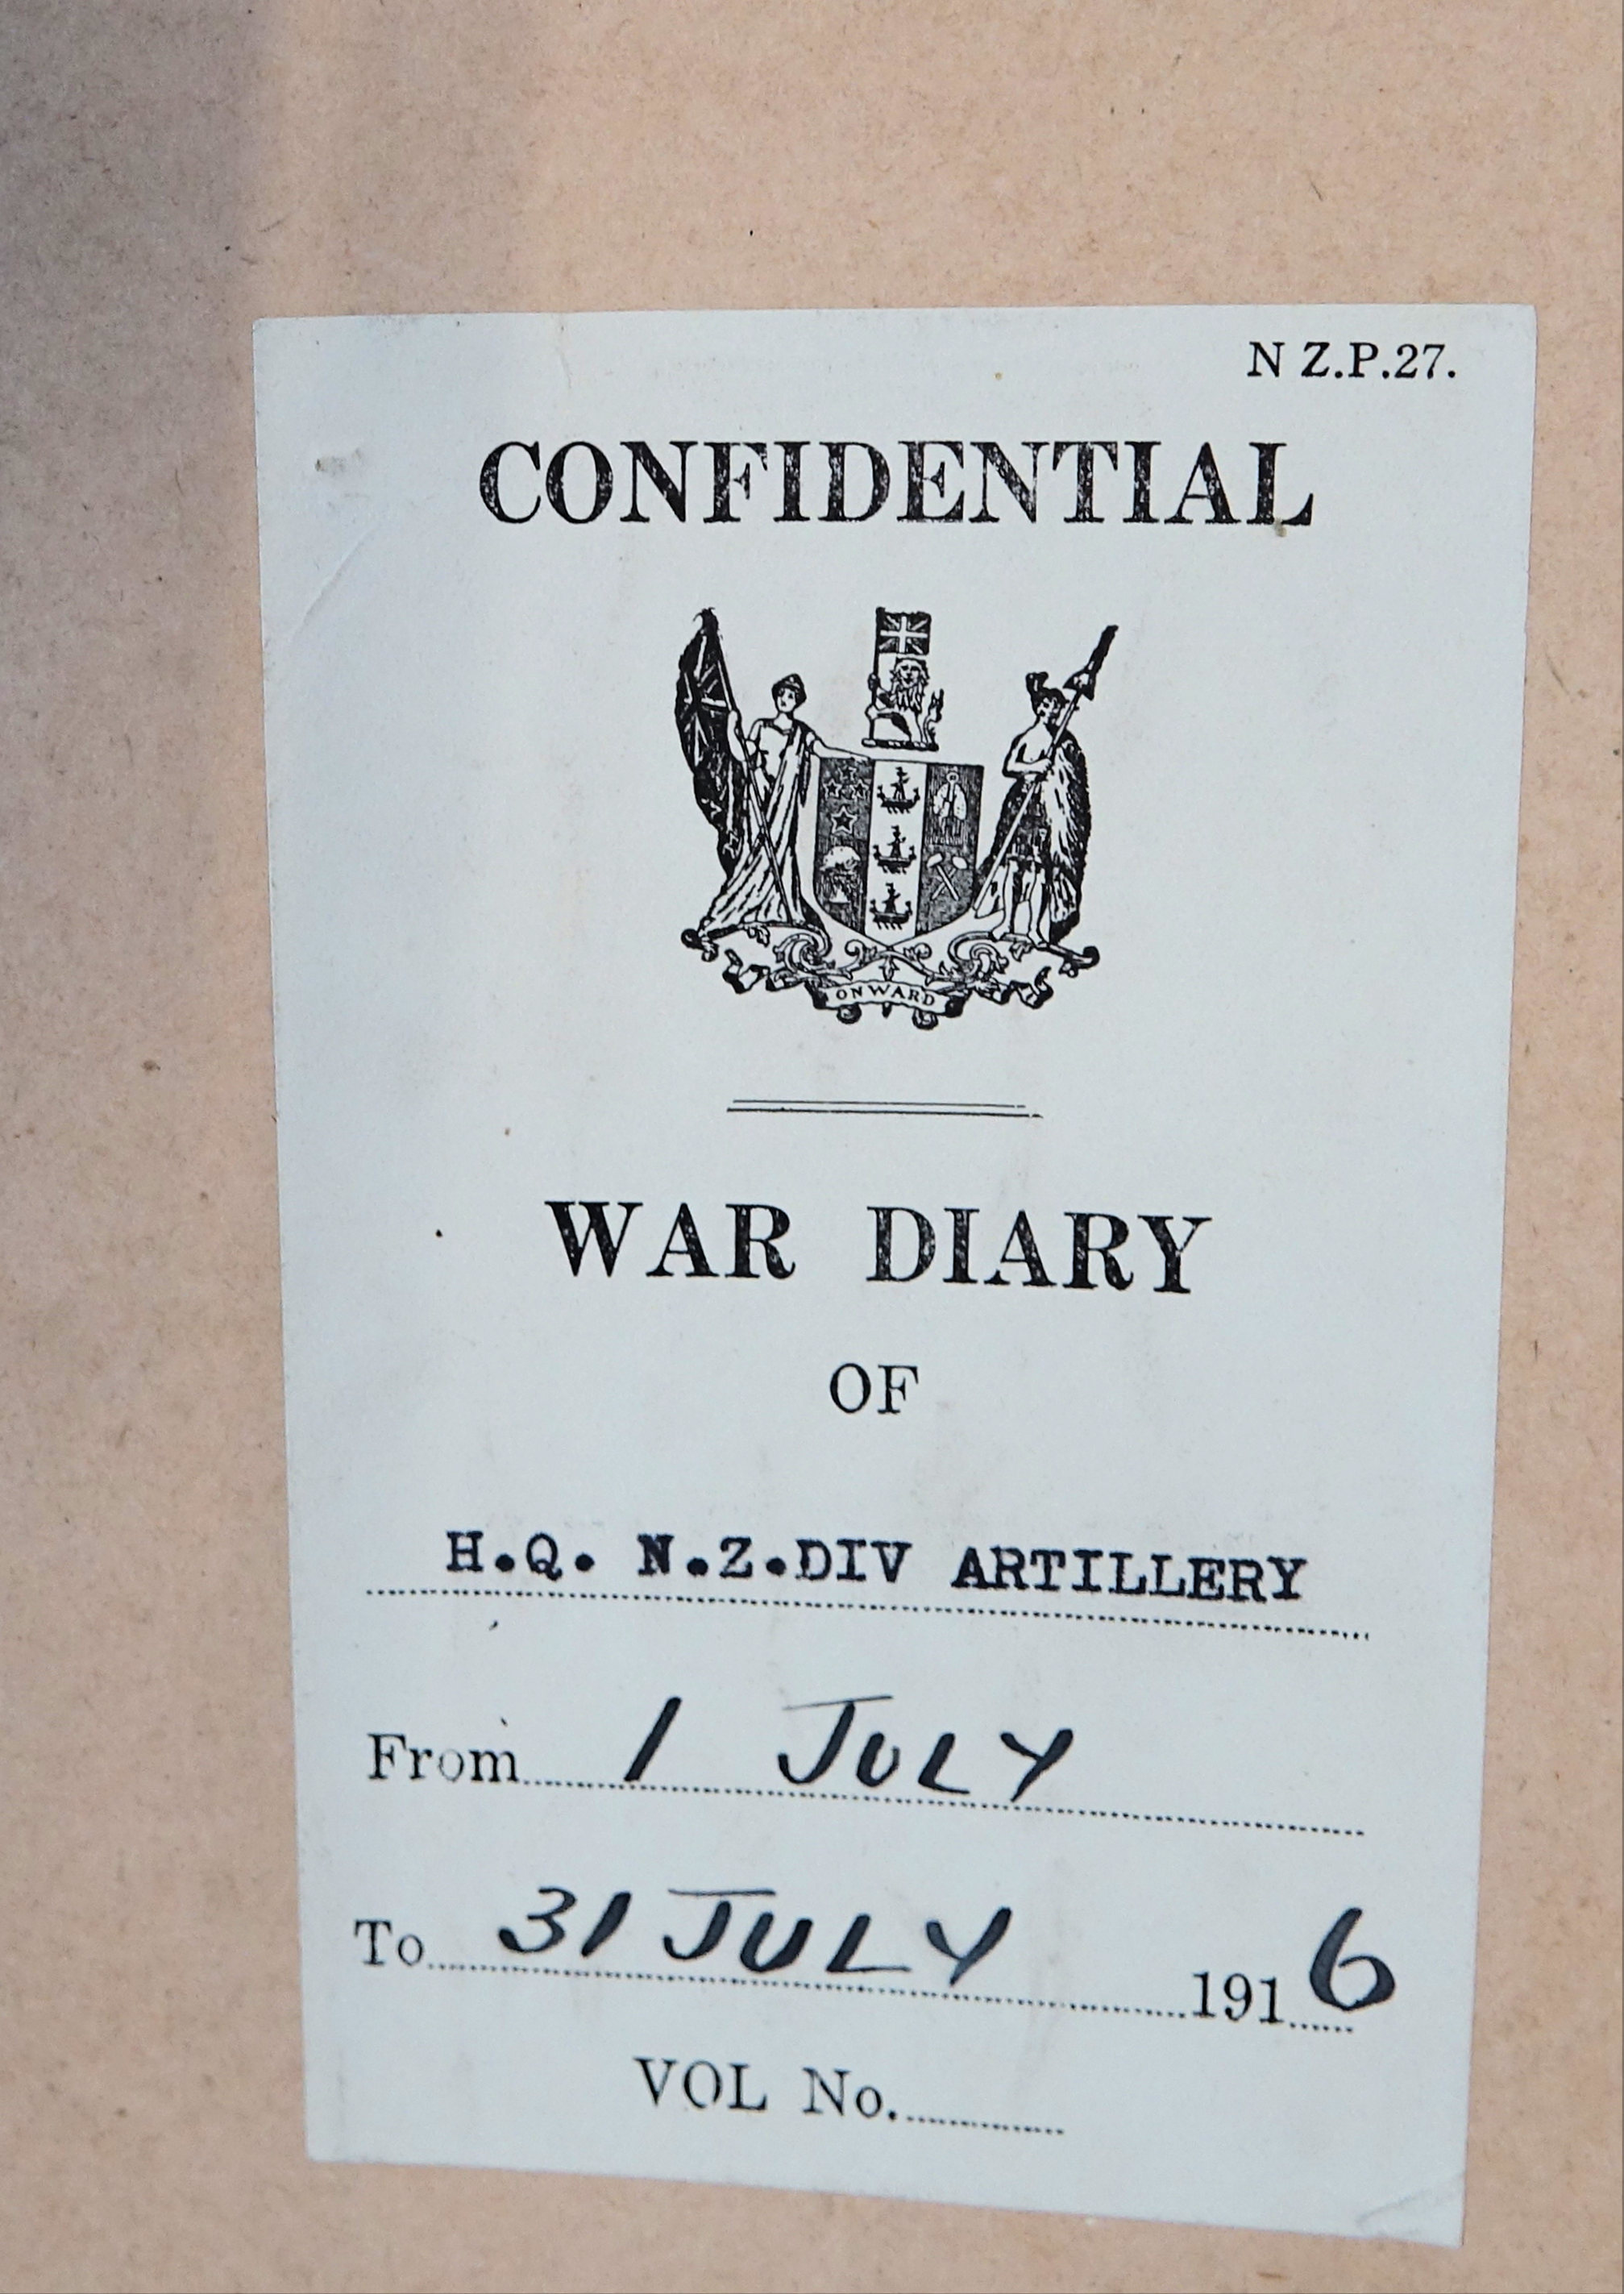 N Z.P.27.
CONFIDENTIAL
ONWARD
WAR DIARY
OF
H.Q. N.Z.DIV ARTILLERY
From 1 JULY
To 31 JULY 1916
VOL No.